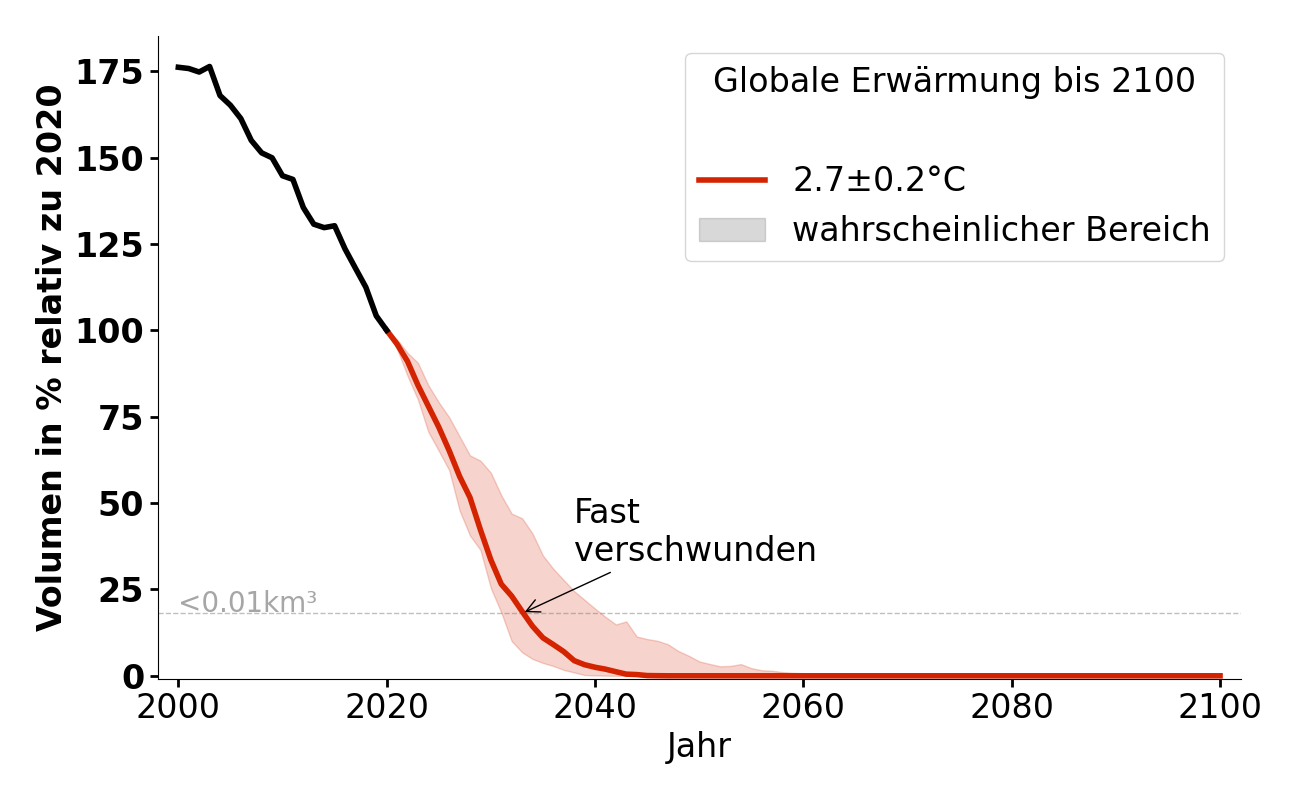 Volumen in % relativ zu 2020
175
150
125
100
75
50
25
0
Globale Erwärmung bis 2100
2.7±0.2°C
wahrscheinlicher Bereich
Fast
verschwunden
<0.01km³
2000 2020 2040 2060 2080 2100
Jahr